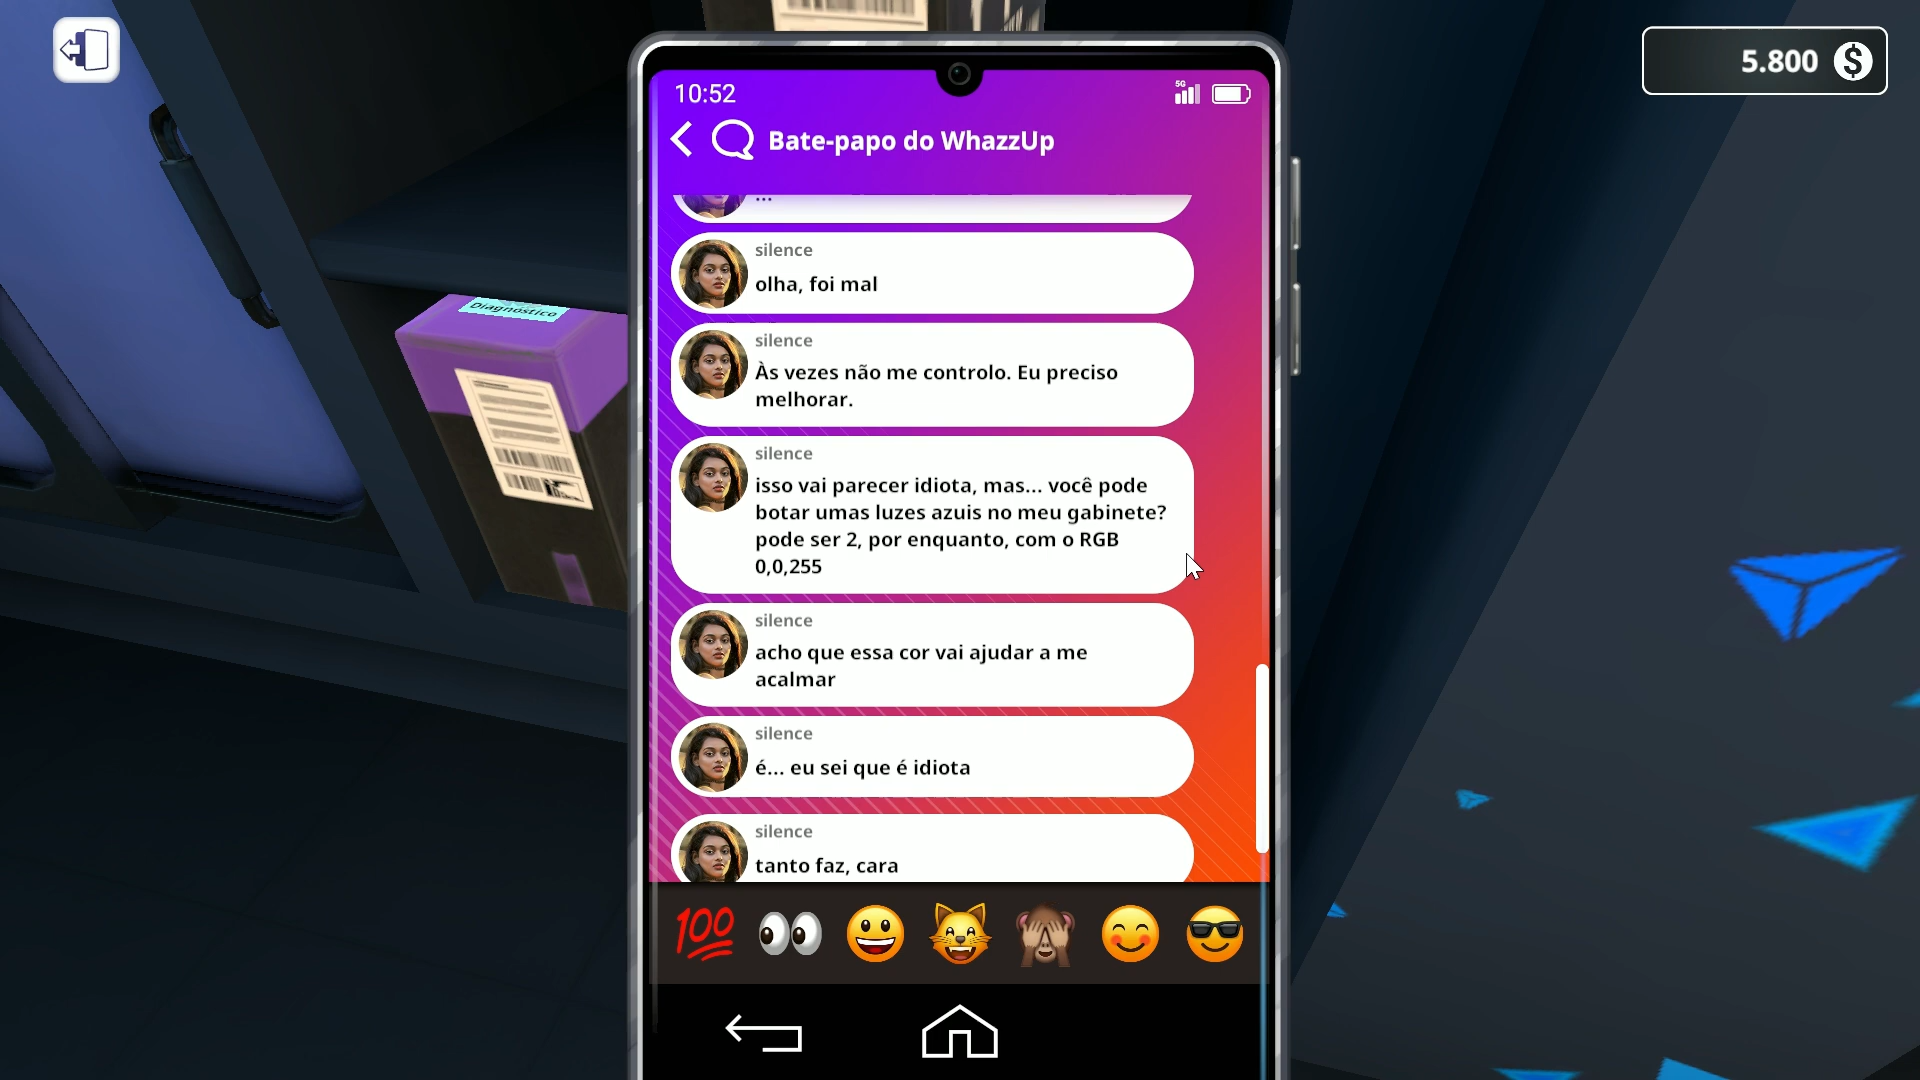 5.800
10:52
5G
Bate-papo do WhazzUp
...
silence
olha, foi mal
silence
Às vezes não me controlo. Eu preciso
melhorar.
silence
isso vai parecer idiota, mas... você pode
botar umas luzes azuis no meu gabinete?
pode ser 2, por enquanto, com o RGB
0,0,255
silence
acho que essa cor vai ajudar a me
acalmar
silence
é... eu sei que é idiota
silence
tanto faz, cara
100
Diagnóstico